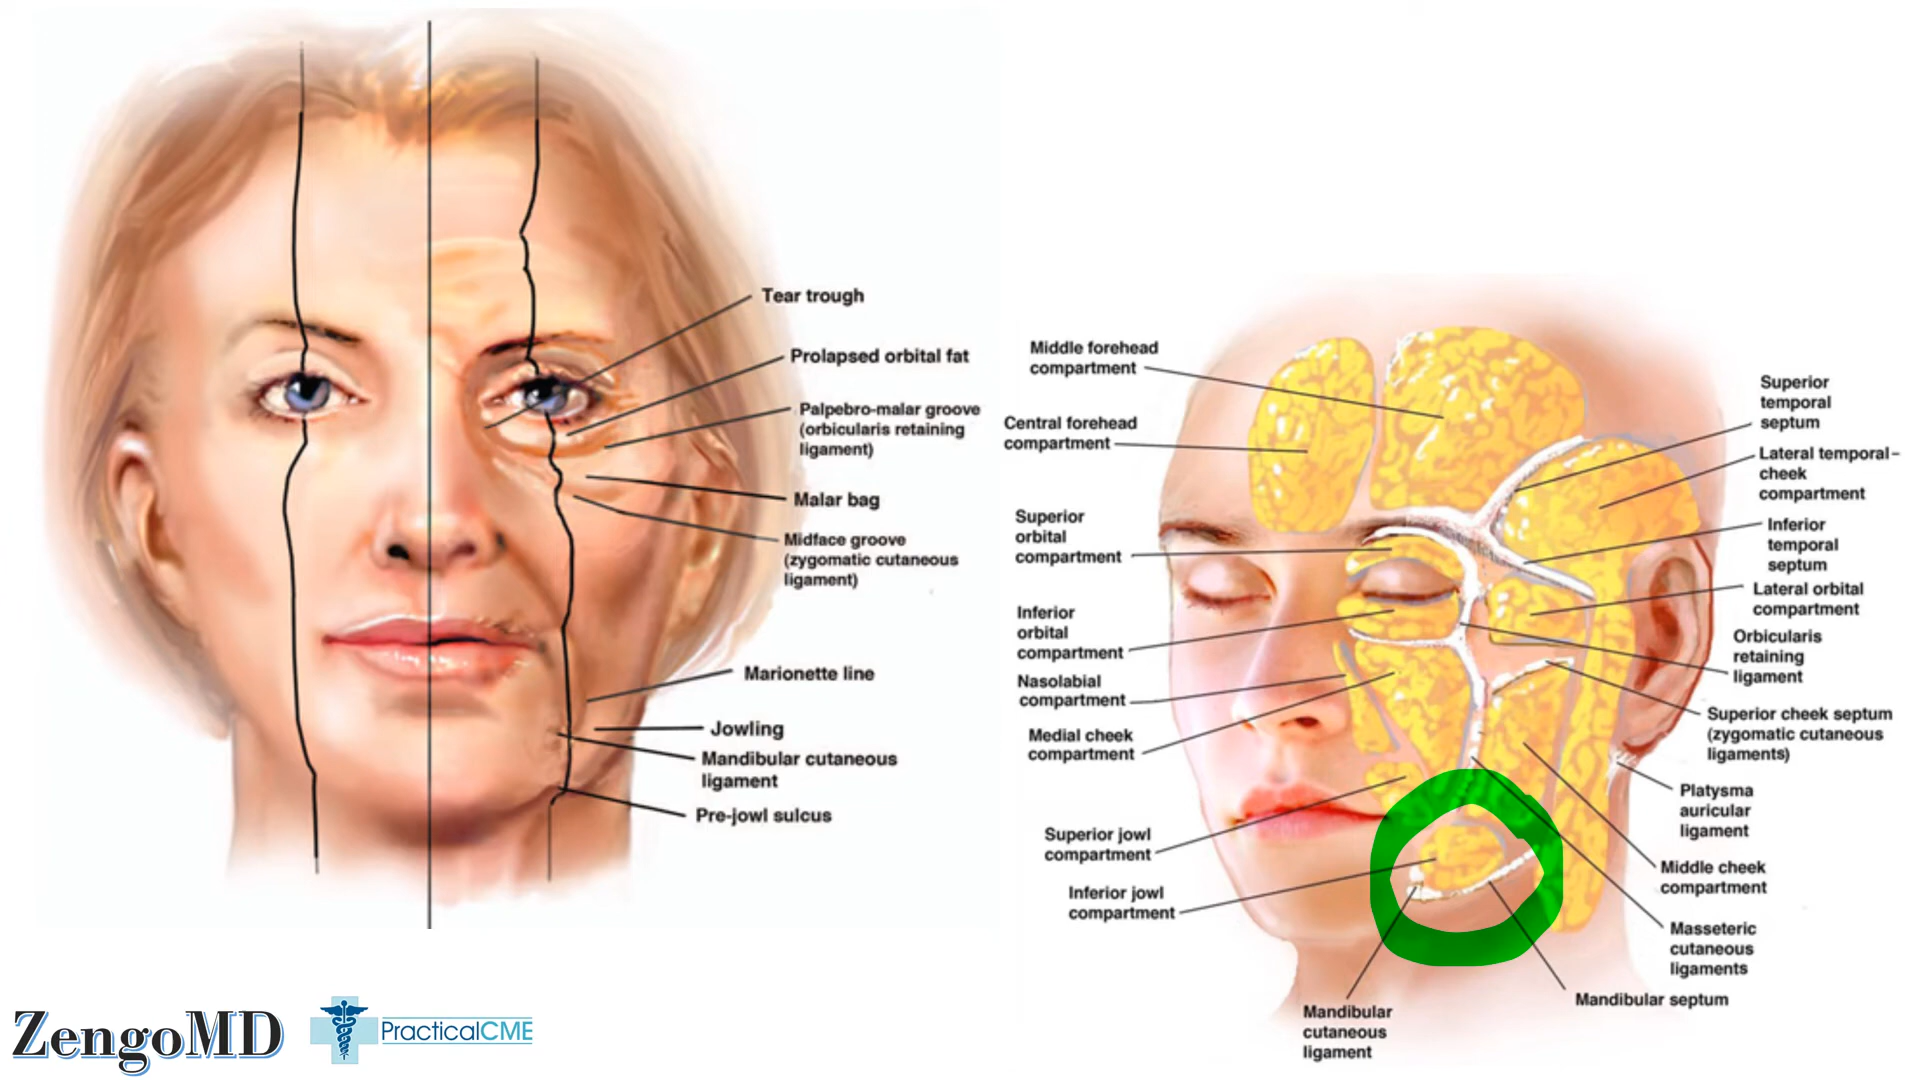 Tear trough
Prolapsed orbital fat
Palpebro-malar groove
(orbicularis retaining
ligament)
Malar bag
Midface groove
(zygomatic cutaneous
ligament)
Marionette line
Jowling
Mandibular cutaneous
ligament
Pre-jowl sulcus
Middle forehead
compartment
Central forehead
compartment
Superior
orbital
compartment
Inferior
orbital
compartment
Nasolabial
compartment
Medial cheek
compartment
Superior jowl
compartment
Inferior jowl
compartment
Mandibular
cutaneous
ligament
Superior
temporal
septum
Lateral temporal-
cheek
compartment
Inferior
temporal
septum
Lateral orbital
compartment
Orbicularis
retaining
ligament
Superior cheek septum
(zygomatic cutaneous
ligaments)
Platysma
auricular
ligament
Middle cheek
compartment
Masseteric
cutaneous
ligaments
Mandibular septum
ZengoMD
PracticalCME